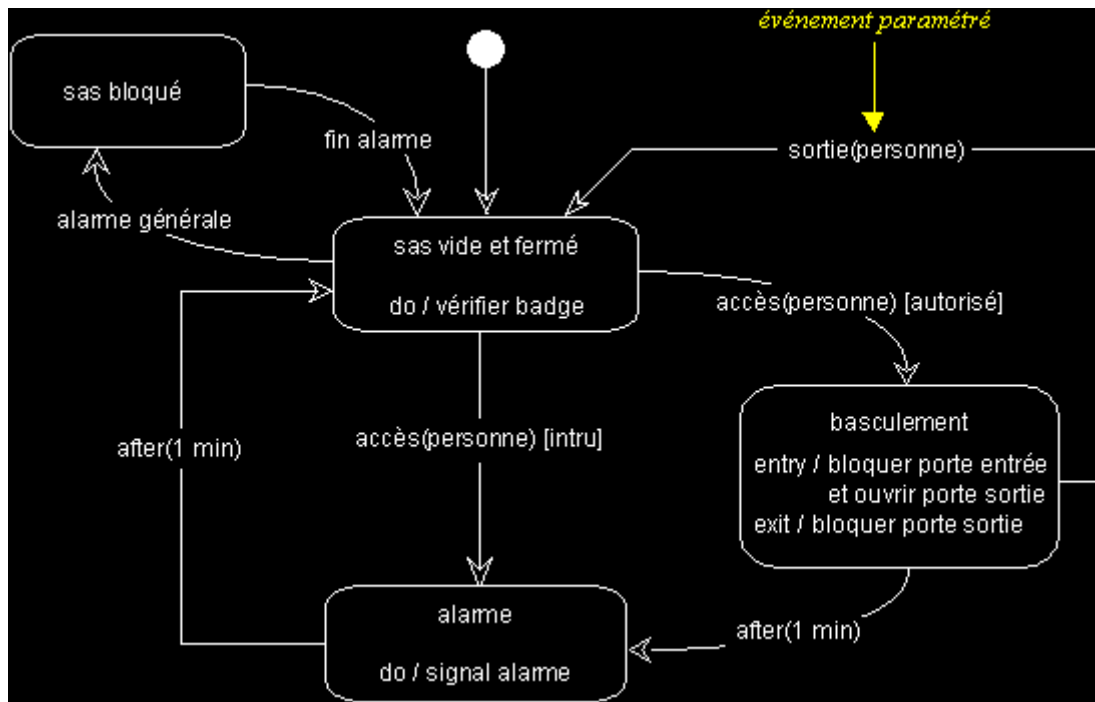 événement paramétré
sas bloqué
fin alarme
sortie(personne)
alarme générale
sas vide et fermé
do / vérifier badge
accès(personne) [autorisé]
basculement
after(1 min)
accès(personne) [intru]
entry / bloquer porte entrée
et ouvrir porte sortie
exit / bloquer porte sortie
alarme
after(1 min)
do / signal alarme